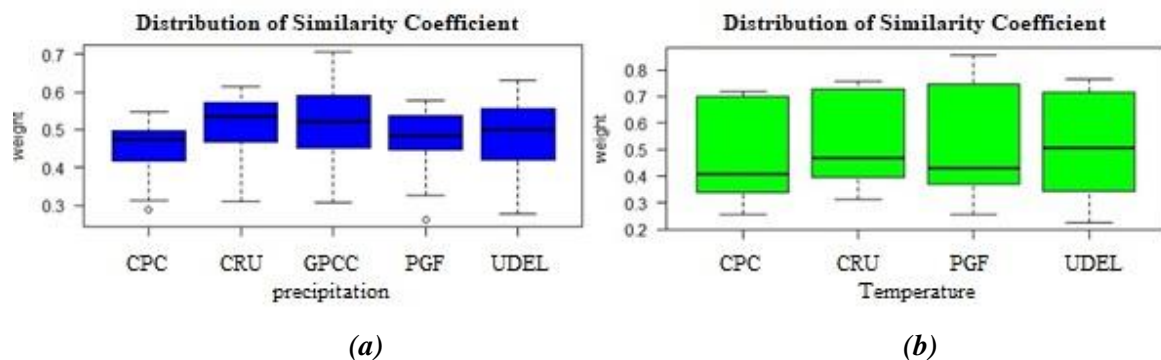 Distribution of Similarity Coefficient
weight
0.7
0.6
0.5
0.4
0.3
CPC CRU GPCC PGF UDEL
precipitation
(a)
Distribution of Similarity Coefficient
weight
0.8
0.7
0.6
0.5
0.4
0.3
0.2
CPC CRU PGF UDEL
Temperature
(b)